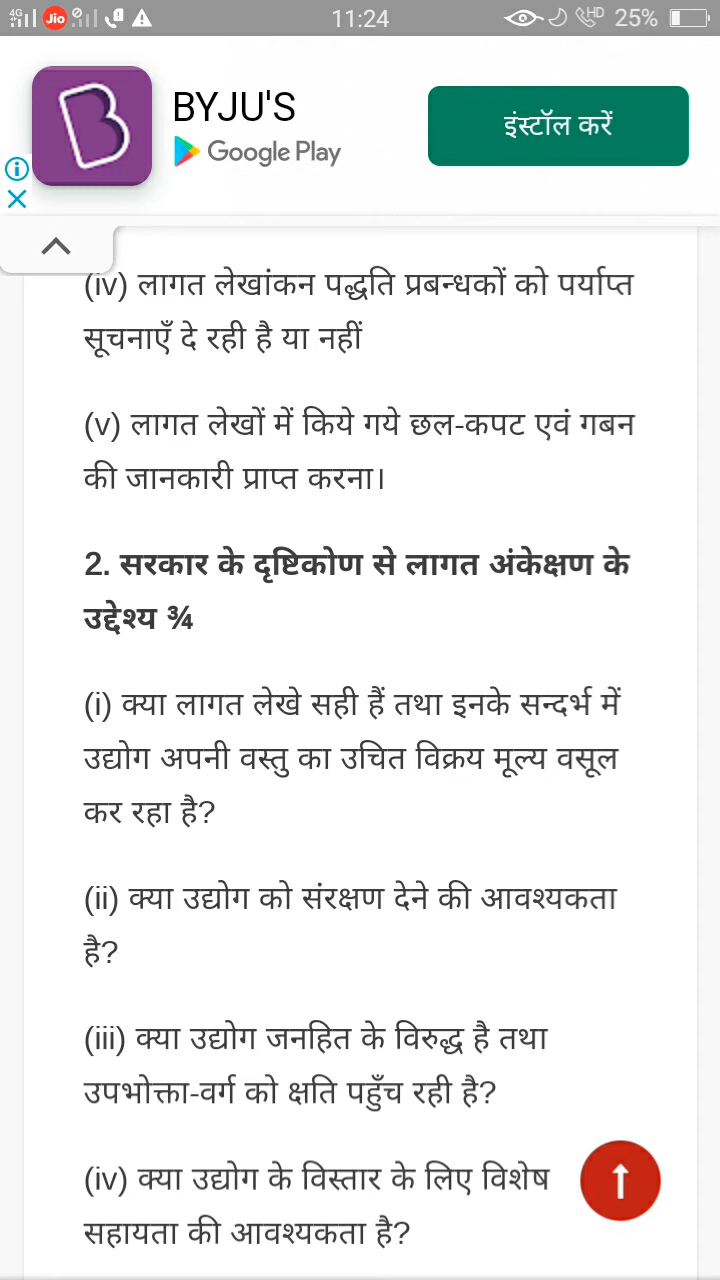 4G
Jio
11:24
HD
25%
BYJU'S
Google Play
इंस्टॉल करें
(iv) लागत लेखांकन पद्धति प्रबन्धकों को पर्याप्त
सूचनाएँ दे रही है या नहीं
(v) लागत लेखों में किये गये छल-कपट एवं गबन
की जानकारी प्राप्त करना।
2. सरकार के दृष्टिकोण से लागत अंकेक्षण के
उद्देश्य ¾
(i) क्या लागत लेखे सही हैं तथा इनके सन्दर्भ में
उद्योग अपनी वस्तु का उचित विक्रय मूल्य वसूल
कर रहा है?
(ii) क्या उद्योग को संरक्षण देने की आवश्यकता
है?
(iii) क्या उद्योग जनहित के विरुद्ध है तथा
उपभोक्ता-वर्ग को क्षति पहुँच रही है?
(iv) क्या उद्योग के विस्तार के लिए विशेष
सहायता की आवश्यकता है?